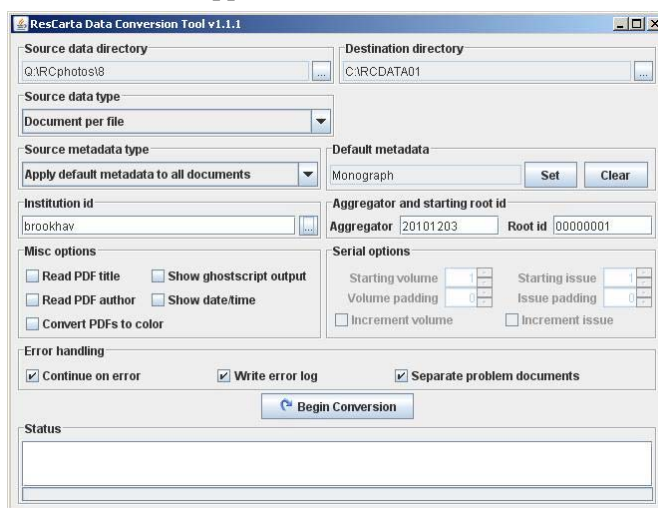 ResCarta Data Conversion Tool v1.1.1
Source data directory
Q:\RCphotos\8 ...
Destination directory
C:\RCDATA01 ...
Source data type
Document per file
Source metadata type
Apply default metadata to all documents
Default metadata
Monograph Set Clear
Institution id
brookhav ...
Aggregator and starting root id
Aggregator 20101203 Root id 00000001
Misc options
Read PDF title Show ghostscript output
Read PDF author Show date/time
Convert PDFs to color
Serial options
Starting volume 1 Starting issue 1
Volume padding 0 Issue padding 0
Increment volume Increment issue
Error handling
Continue on error Write error log Separate problem documents
Begin Conversion
Status